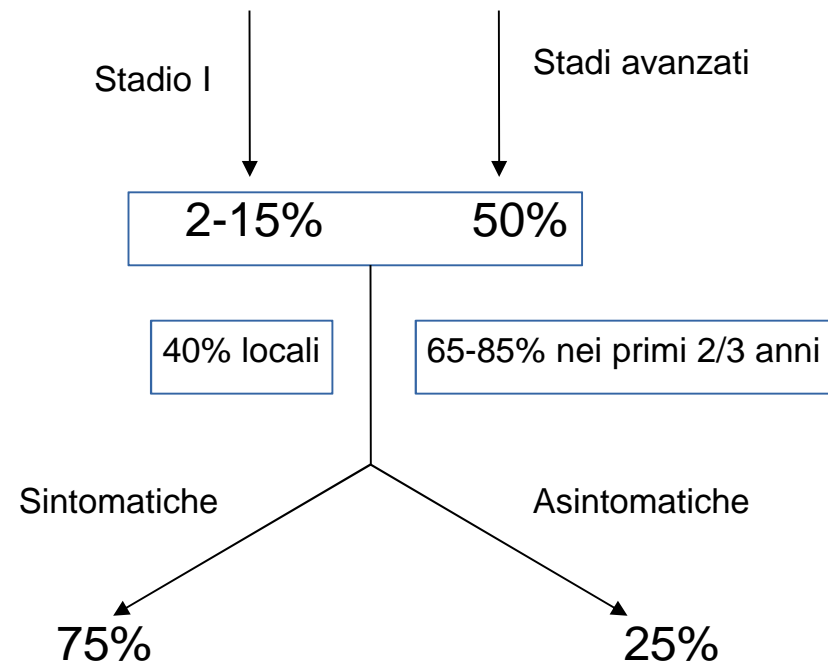 Stadio I
Stadi avanzati
2-15%
50%
40% locali
65-85% nei primi 2/3 anni
Sintomatiche
Asintomatiche
75%
25%